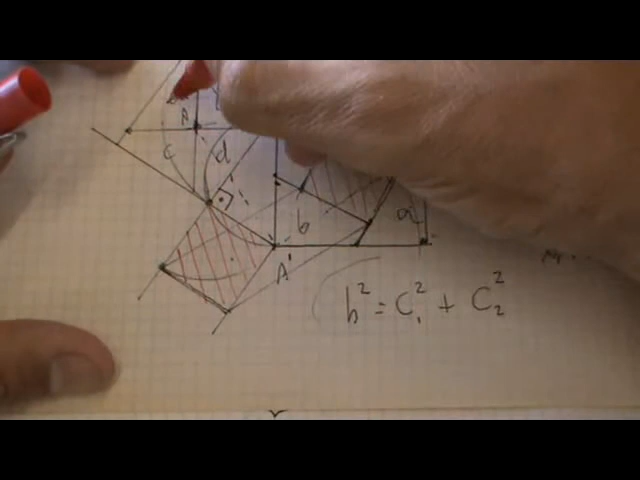 A
c d
b a
A'
b² = C₁² + C₂²